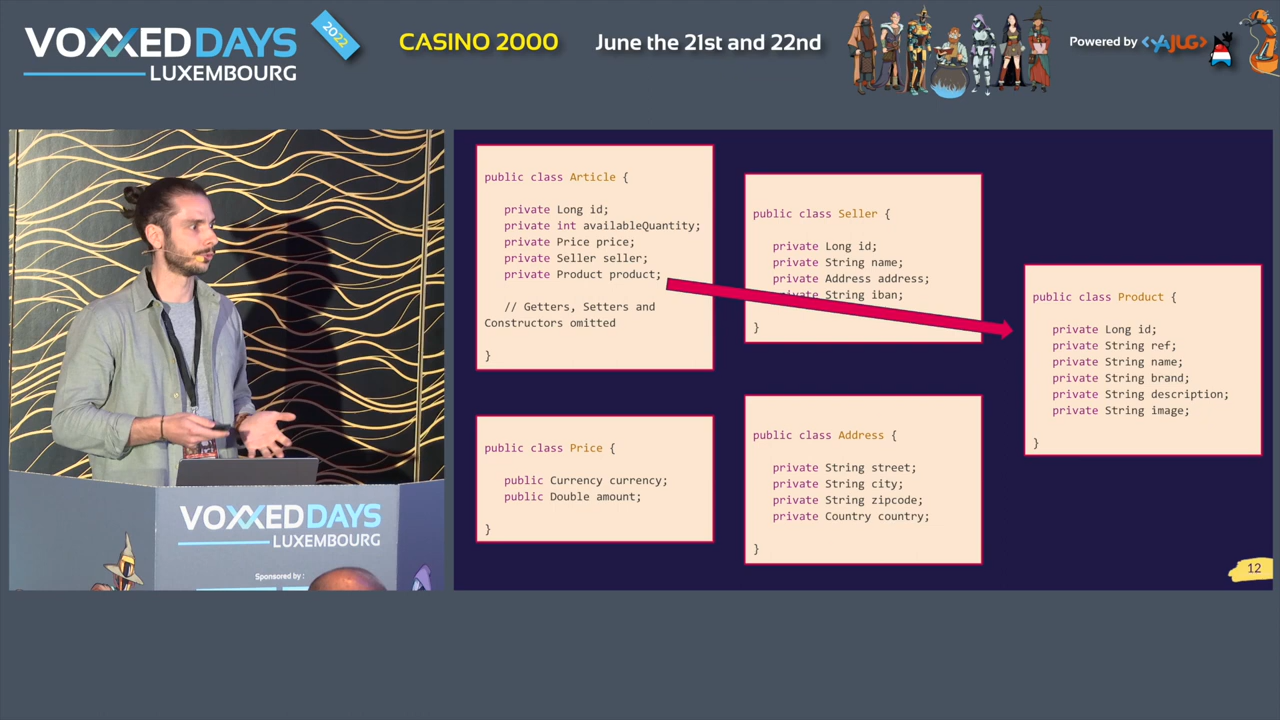 VOXXED DAYS
LUXEMBOURG
2022
CASINO 2000
June the 21st and 22nd
Powered by <YAJUG>
public class Article {
private Long id;
private int availableQuantity;
private Price price;
private Seller seller;
private Product product;
// Getters, Setters and
Constructors omitted
}
public class Seller {
private Long id;
private String name;
private Address address;
private String iban;
}
public class Product {
private Long id;
private String ref;
private String name;
private String brand;
private String description;
private String image;
}
public class Price {
public Currency currency;
public Double amount;
}
public class Address {
private String street;
private String city;
private String zipcode;
private Country country;
}
12
VOXXED DAYS
LUXEMBOURG
Sponsored by :